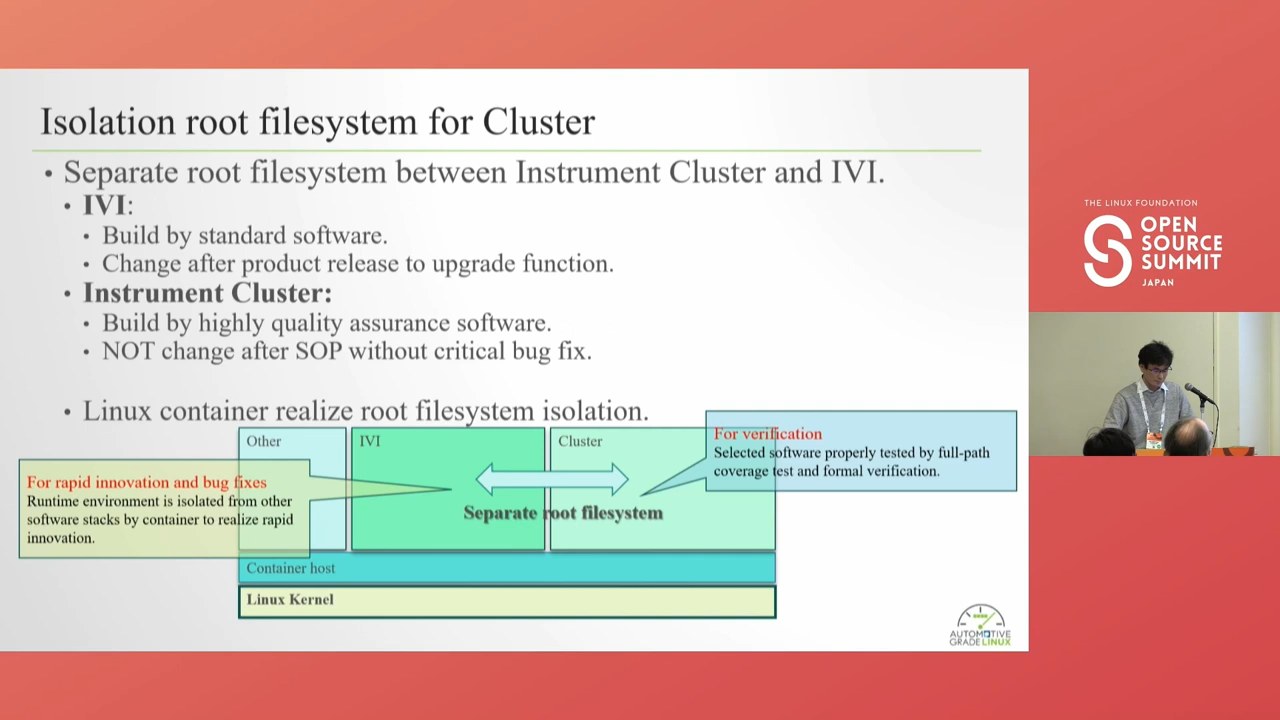 Isolation root filesystem for Cluster
• Separate root filesystem between Instrument Cluster and IVI.
• IVI:
• Build by standard software.
• Change after product release to upgrade function.
• Instrument Cluster:
• Build by highly quality assurance software.
• NOT change after SOP without critical bug fix.
• Linux container realize root filesystem isolation.
Other
IVI
Cluster
For verification
Selected software properly tested by full-path
coverage test and formal verification.
For rapid innovation and bug fixes
Runtime environment is isolated from other
software stacks by container to realize rapid
innovation.
Separate root filesystem
Container host
Linux Kernel
AUTOMOTIVE
GRADELINUX
THE LINUX FOUNDATION
OPEN
SOURCE
SUMMIT
JAPAN